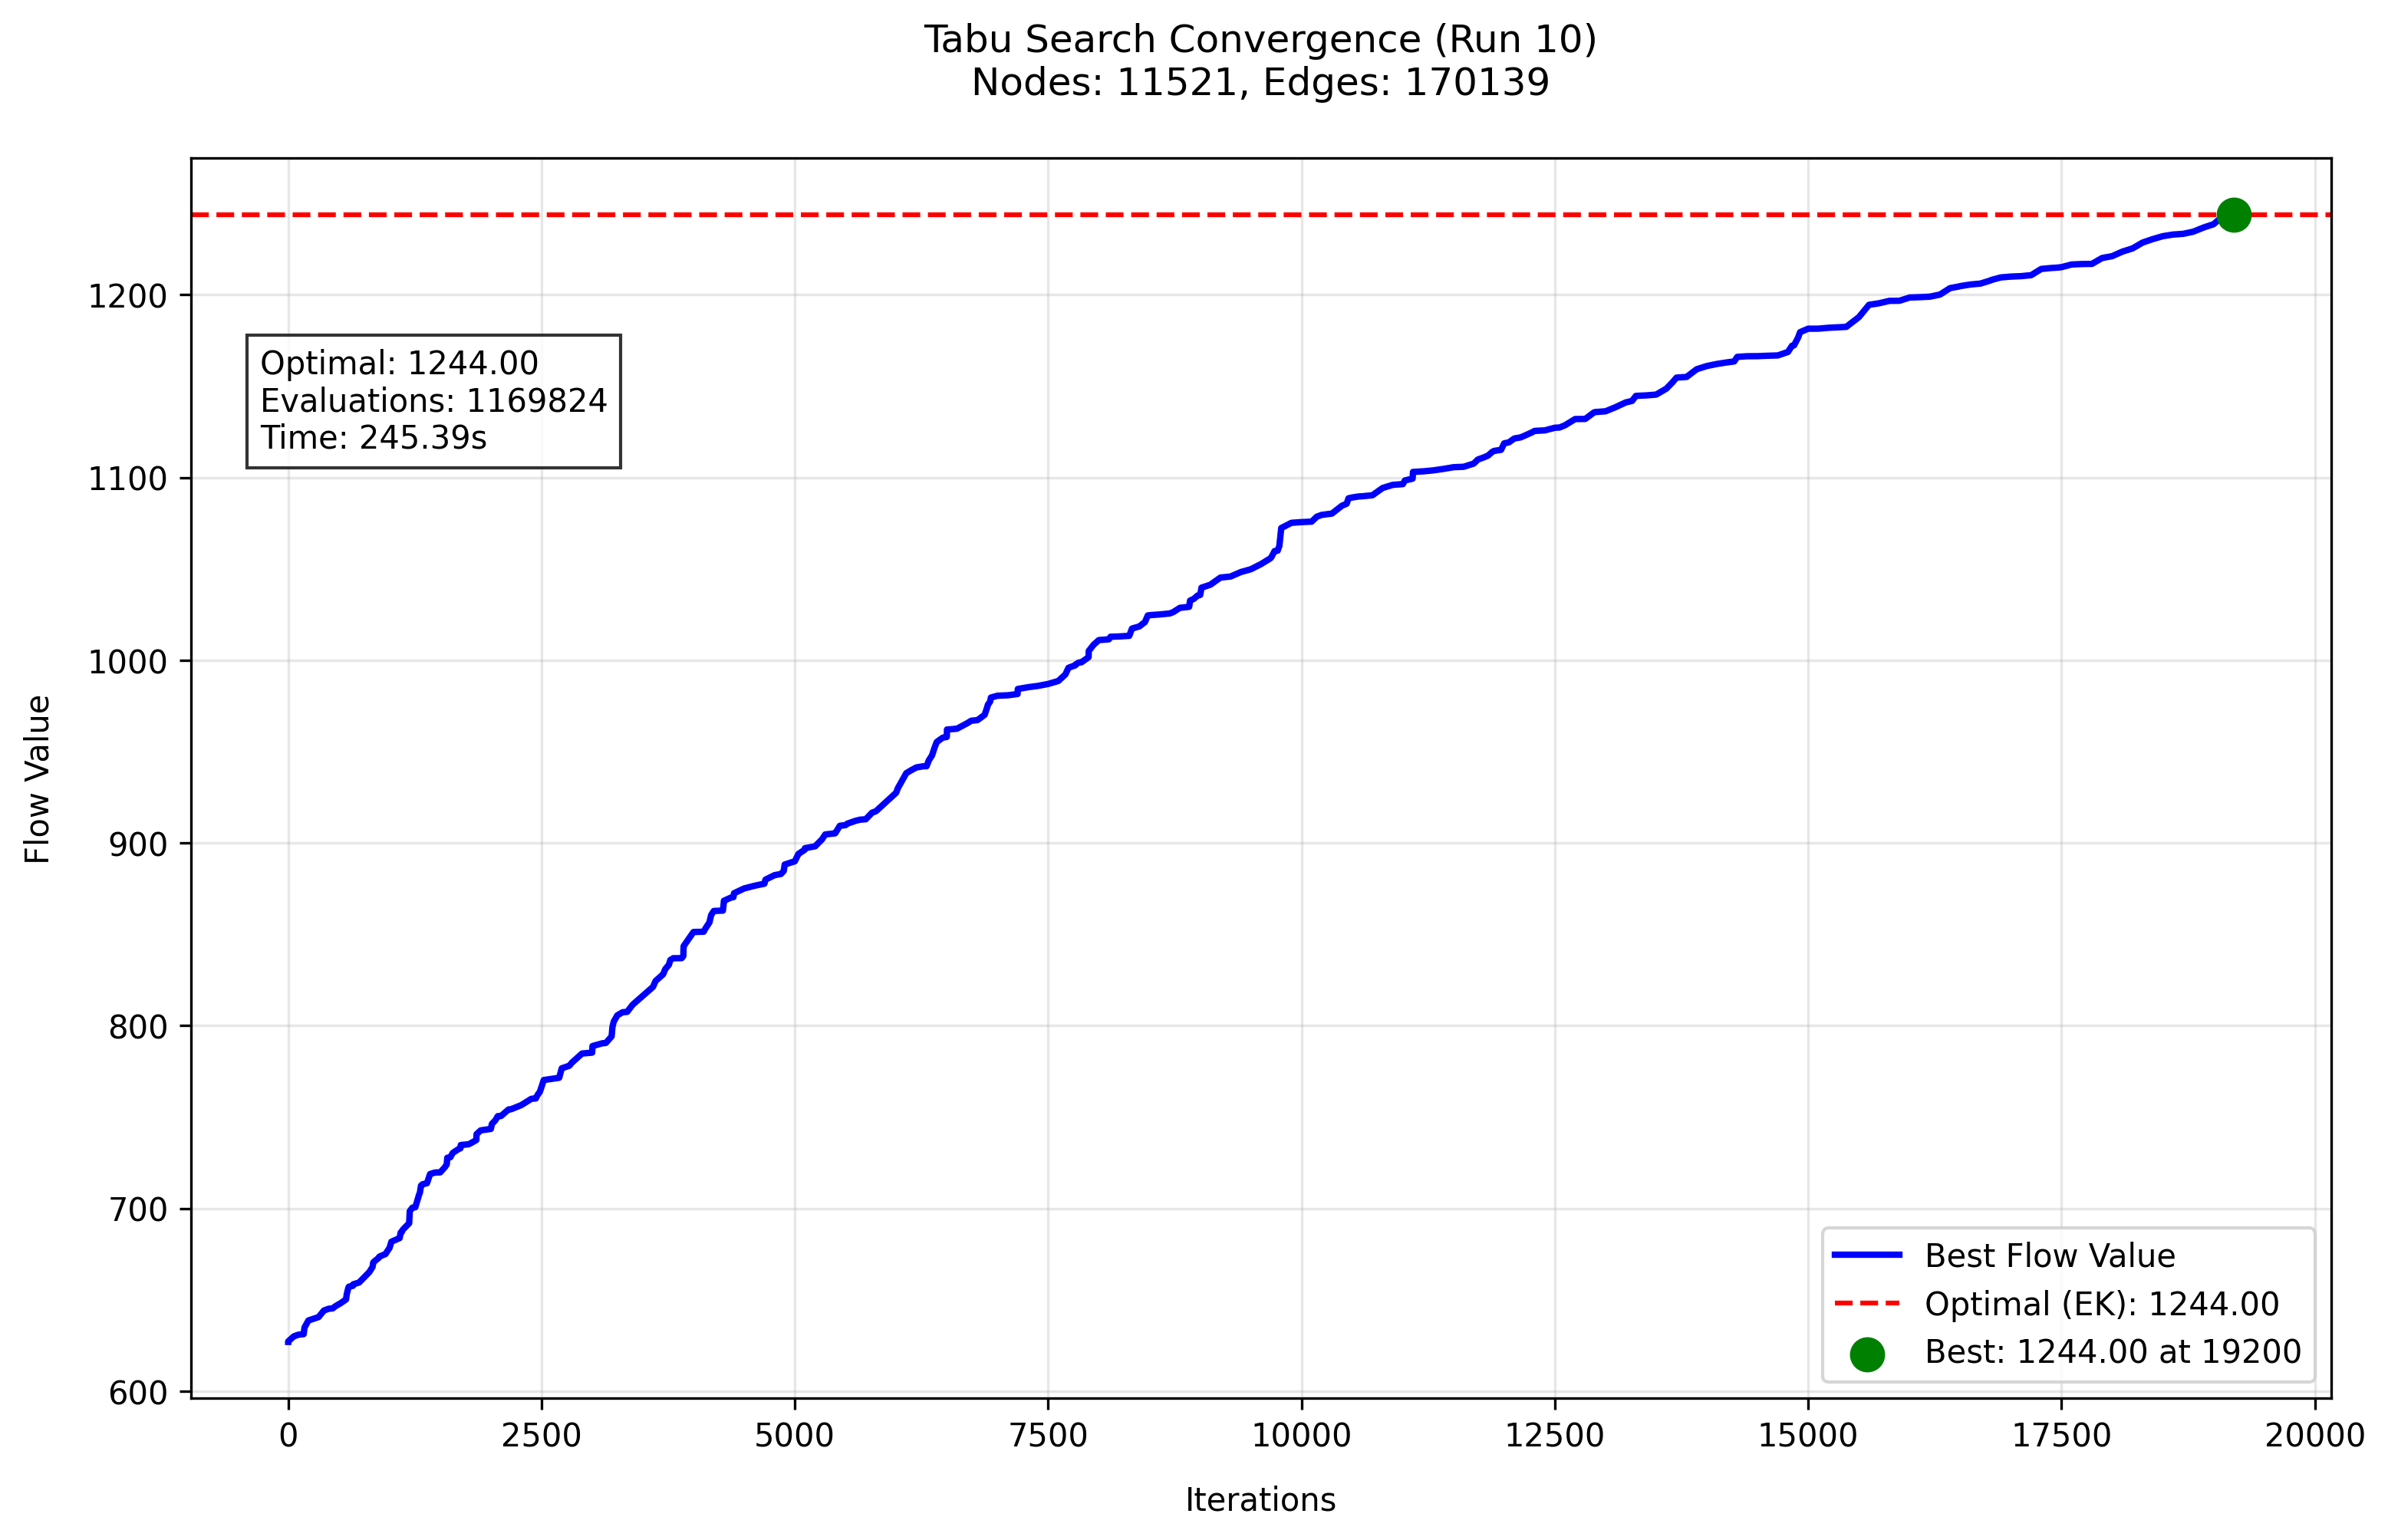 Tabu Search Convergence (Run 10)
Nodes: 11521, Edges: 170139
Flow Value
1200
1100
1000
900
800
700
600
Optimal: 1244.00
Evaluations: 1169824
Time: 245.39s
Best Flow Value
Optimal (EK): 1244.00
Best: 1244.00 at 19200
0 2500 5000 7500 10000 12500 15000 17500 20000
Iterations